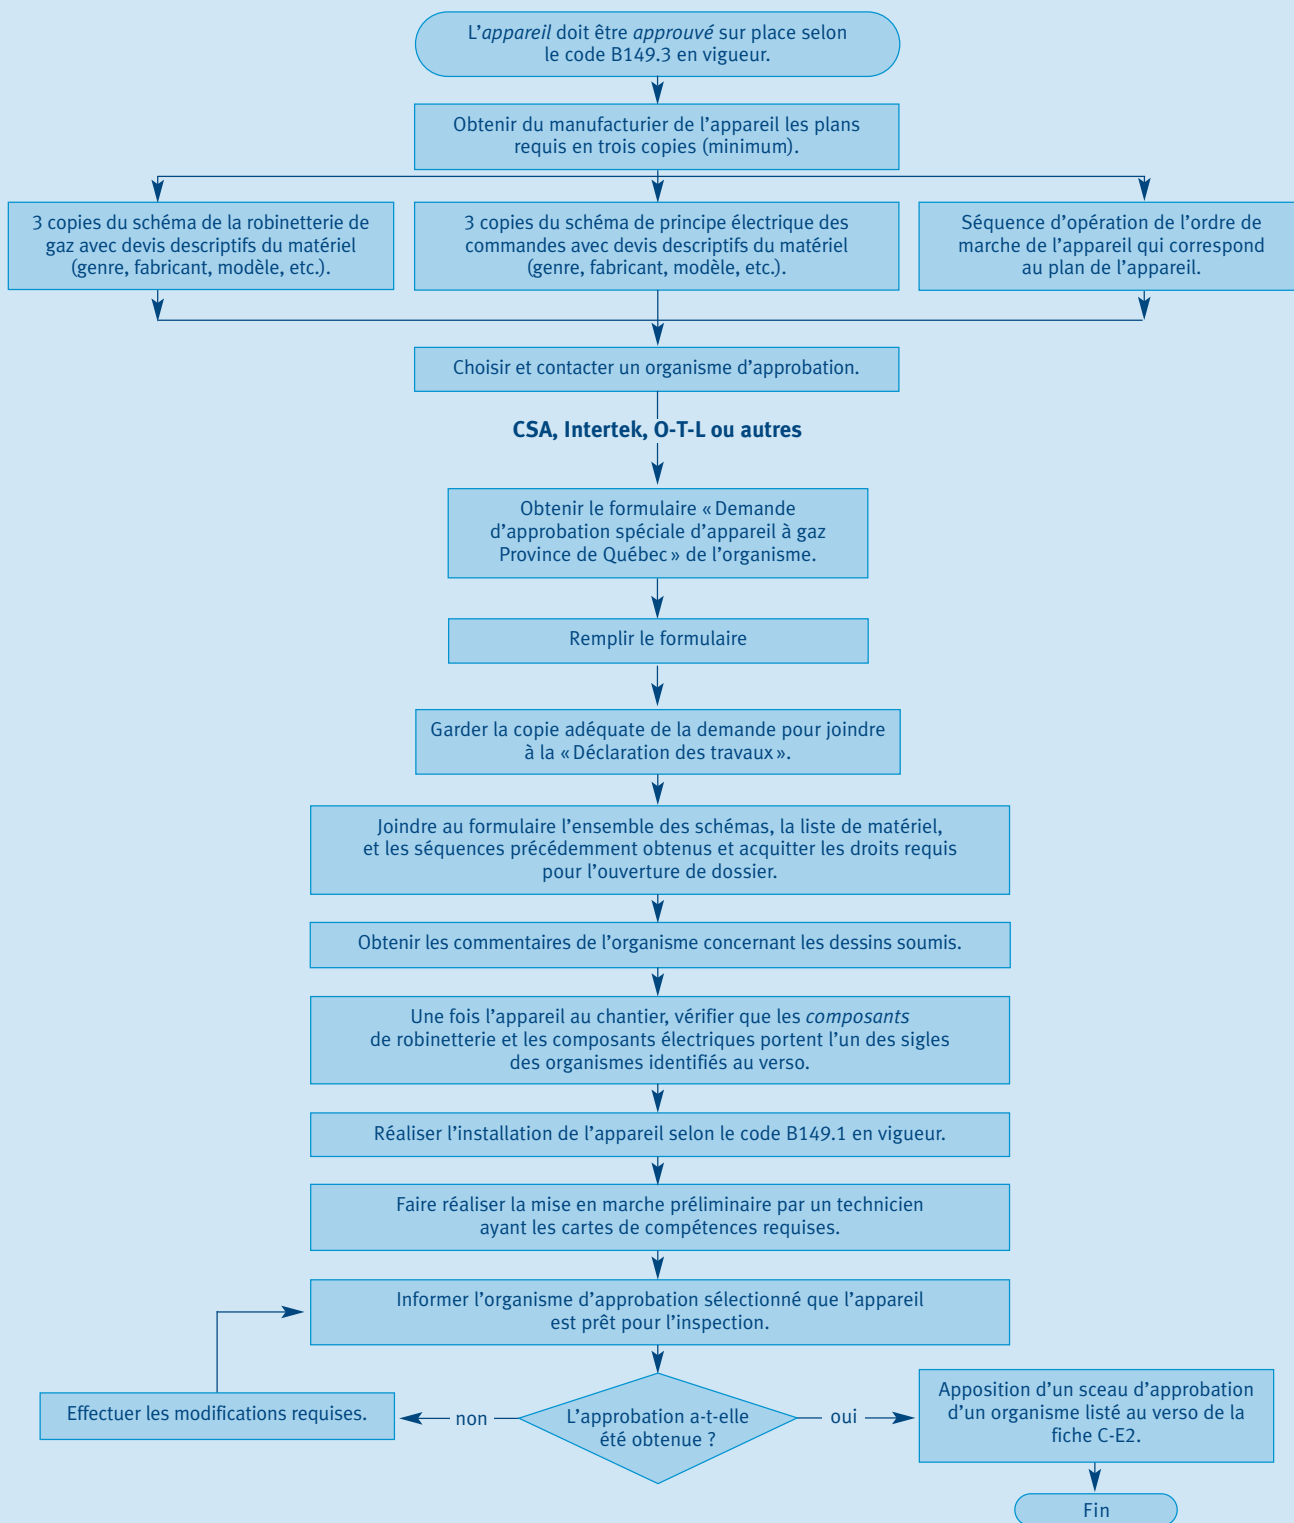 L'appareil doit être approuvé sur place selon
le code B149.3 en vigueur.
Obtenir du manufacturier de l'appareil les plans
requis en trois copies (minimum).
3 copies du schéma de la robinetterie de
gaz avec devis descriptifs du matériel
(genre, fabricant, modèle, etc.).
3 copies du schéma de principe électrique des
commandes avec devis descriptifs du matériel
(genre, fabricant, modèle, etc.).
Séquence d'opération de l'ordre de
marche de l'appareil qui correspond
au plan de l'appareil.
Choisir et contacter un organisme d'approbation.
CSA, Intertek, O-T-L ou autres
Obtenir le formulaire « Demande
d'approbation spéciale d'appareil à gaz
Province de Québec » de l'organisme.
Remplir le formulaire
Garder la copie adéquate de la demande pour joindre
à la « Déclaration des travaux ».
Joindre au formulaire l'ensemble des schémas, la liste de matériel,
et les séquences précédemment obtenus et acquitter les droits requis
pour l'ouverture de dossier.
Obtenir les commentaires de l'organisme concernant les dessins soumis.
Une fois l'appareil au chantier, vérifier que les composants
de robinetterie et les composants électriques portent l'un des sigles
des organismes identifiés au verso.
Réaliser l'installation de l'appareil selon le code B149.1 en vigueur.
Faire réaliser la mise en marche préliminaire par un technicien
ayant les cartes de compétences requises.
Informer l'organisme d'approbation sélectionné que l'appareil
est prêt pour l'inspection.
Effectuer les modifications requises.
non
L'approbation a-t-elle
été obtenue ?
oui
Apposition d'un sceau d'approbation
d'un organisme listé au verso de la
fiche C-E2.
Fin